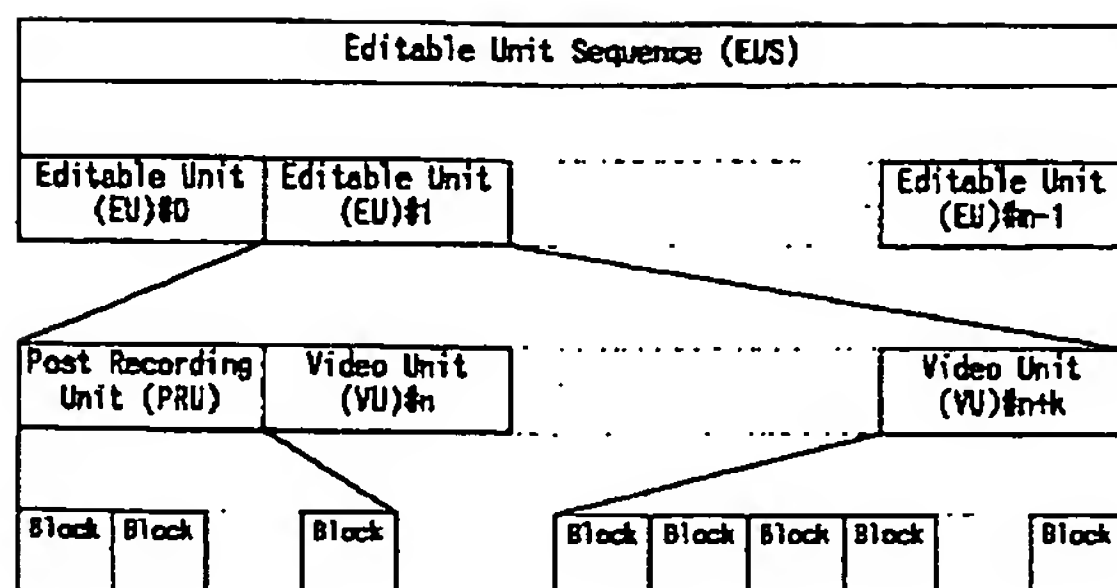 Editable Unit Sequence (EUS)
Editable Unit (EU)#0
Editable Unit (EU)#1
Editable Unit (EU)#m-1
Post Recording Unit (PRU)
Video Unit (VU)#n
Video Unit (VU)#n+k
Block Block Block Block Block Block Block Block